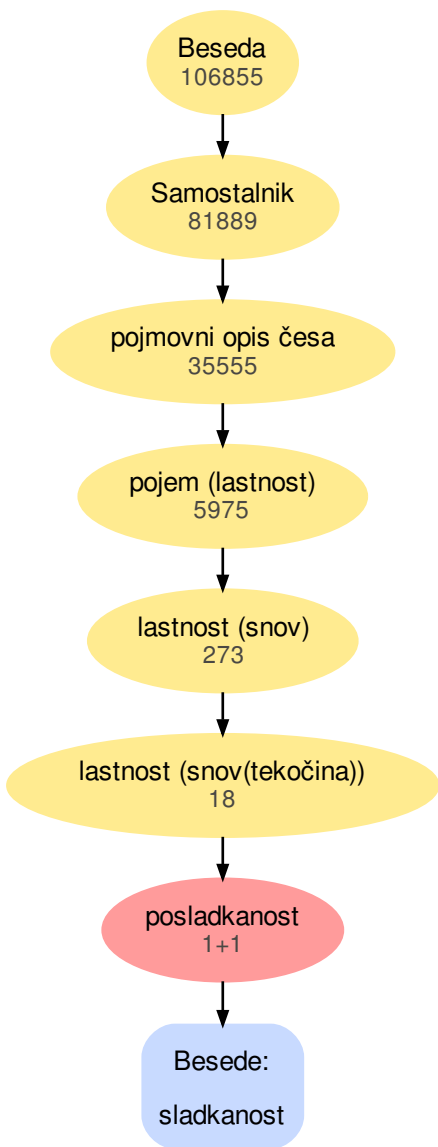 Beseda
106855
Samostalnik
81889
pojmovni opis česa
35555
pojem (lastnost)
5975
lastnost (snov)
273
lastnost (snov(tekočina))
18
posladkanost
1+1
Besede:
sladkanost